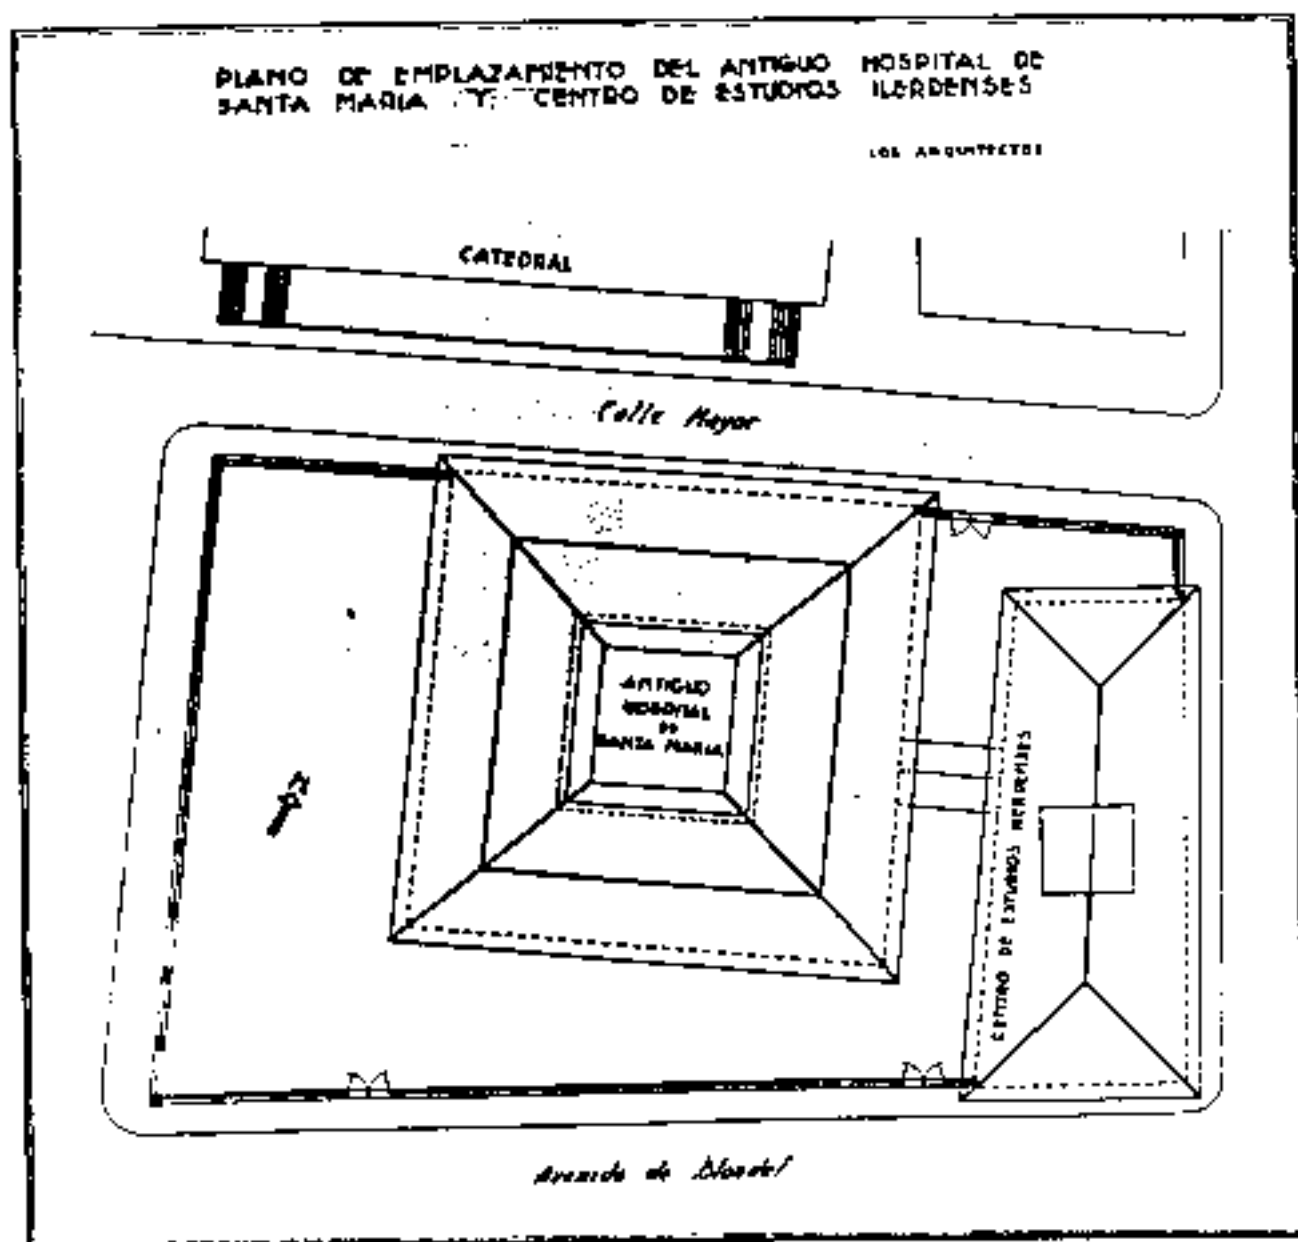 PLANO DE EMPLAZAMIENTO DEL ANTIGUO HOSPITAL DE
SANTA MARIA Y CENTRO DE ESTUDIOS ILERDENSES
LOS ARQUITECTOS
CATEDRAL
Calle Mayor
ANTIGUO
HOSPITAL
DE
SANTA MARIA
N
CENTRO DE ESTUDIOS ILERDENSES
Avenida de Blondel